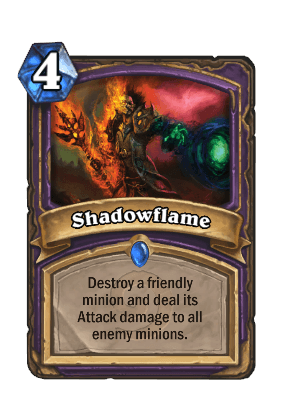 4
Shadowflame
Destroy a friendly
minion and deal its
Attack damage to all
enemy minions.